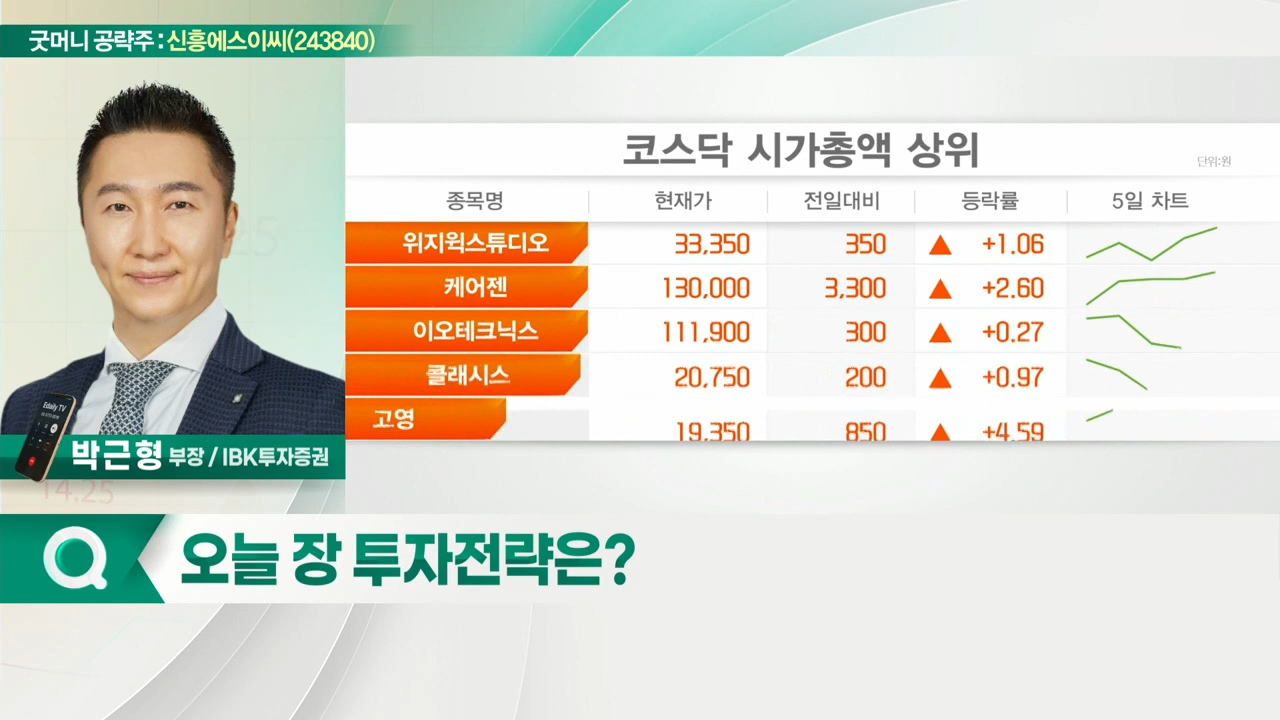 굿머니 공략주 : 신흥에스이씨(243840)
코스닥 시가총액 상위
단위:원
종목명 현재가 전일대비 등락률 5일 차트
위지윅스튜디오 33,350 350 ▲ +1.06
케어젠 130,000 3,300 ▲ +2.60
이오테크닉스 111,900 300 ▲ +0.27
클래시스 20,750 200 ▲ +0.97
고영 19,350 850 ▲ +4.59
Edaily TV
박근형 부장 / IBK투자증권
14.25
오늘 장 투자전략은?